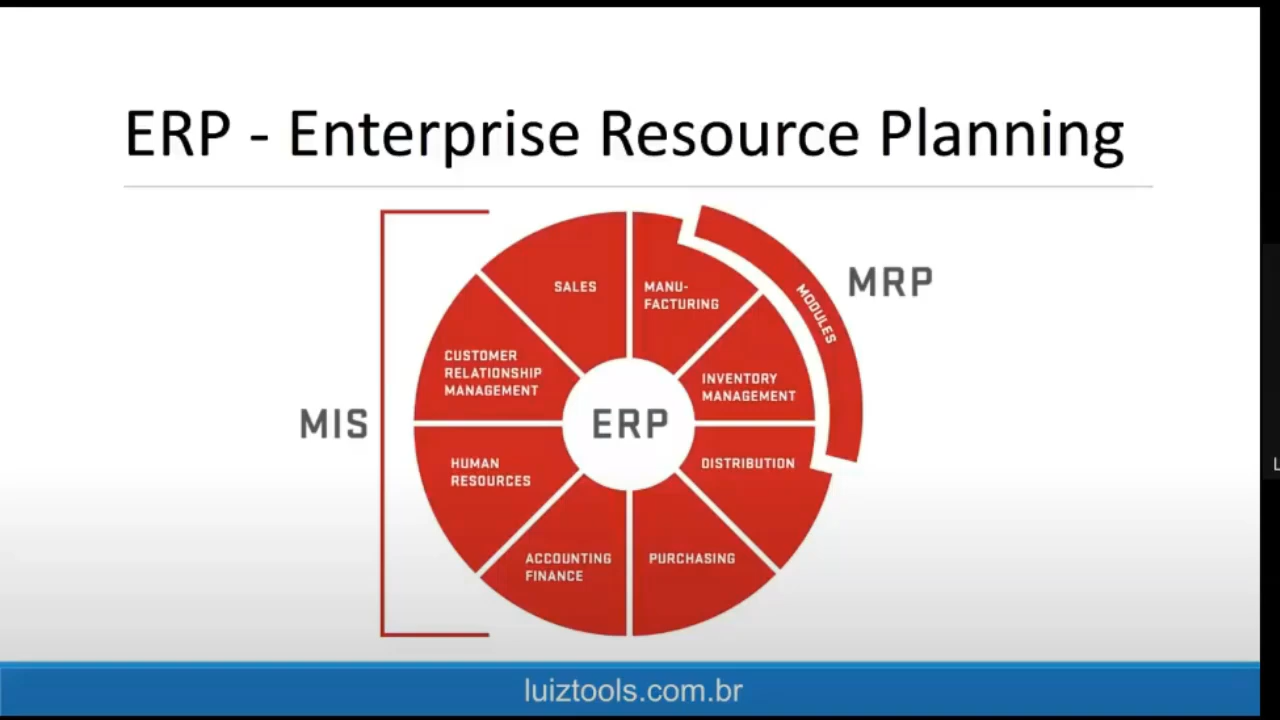 ERP - Enterprise Resource Planning
SALES
MANU-
FACTURING
MODULES
MRP
CUSTOMER
RELATIONSHIP
MANAGEMENT
INVENTORY
MANAGEMENT
MIS
ERP
HUMAN
RESOURCES
DISTRIBUTION
ACCOUNTING
FINANCE
PURCHASING
luiztools.com.br
L